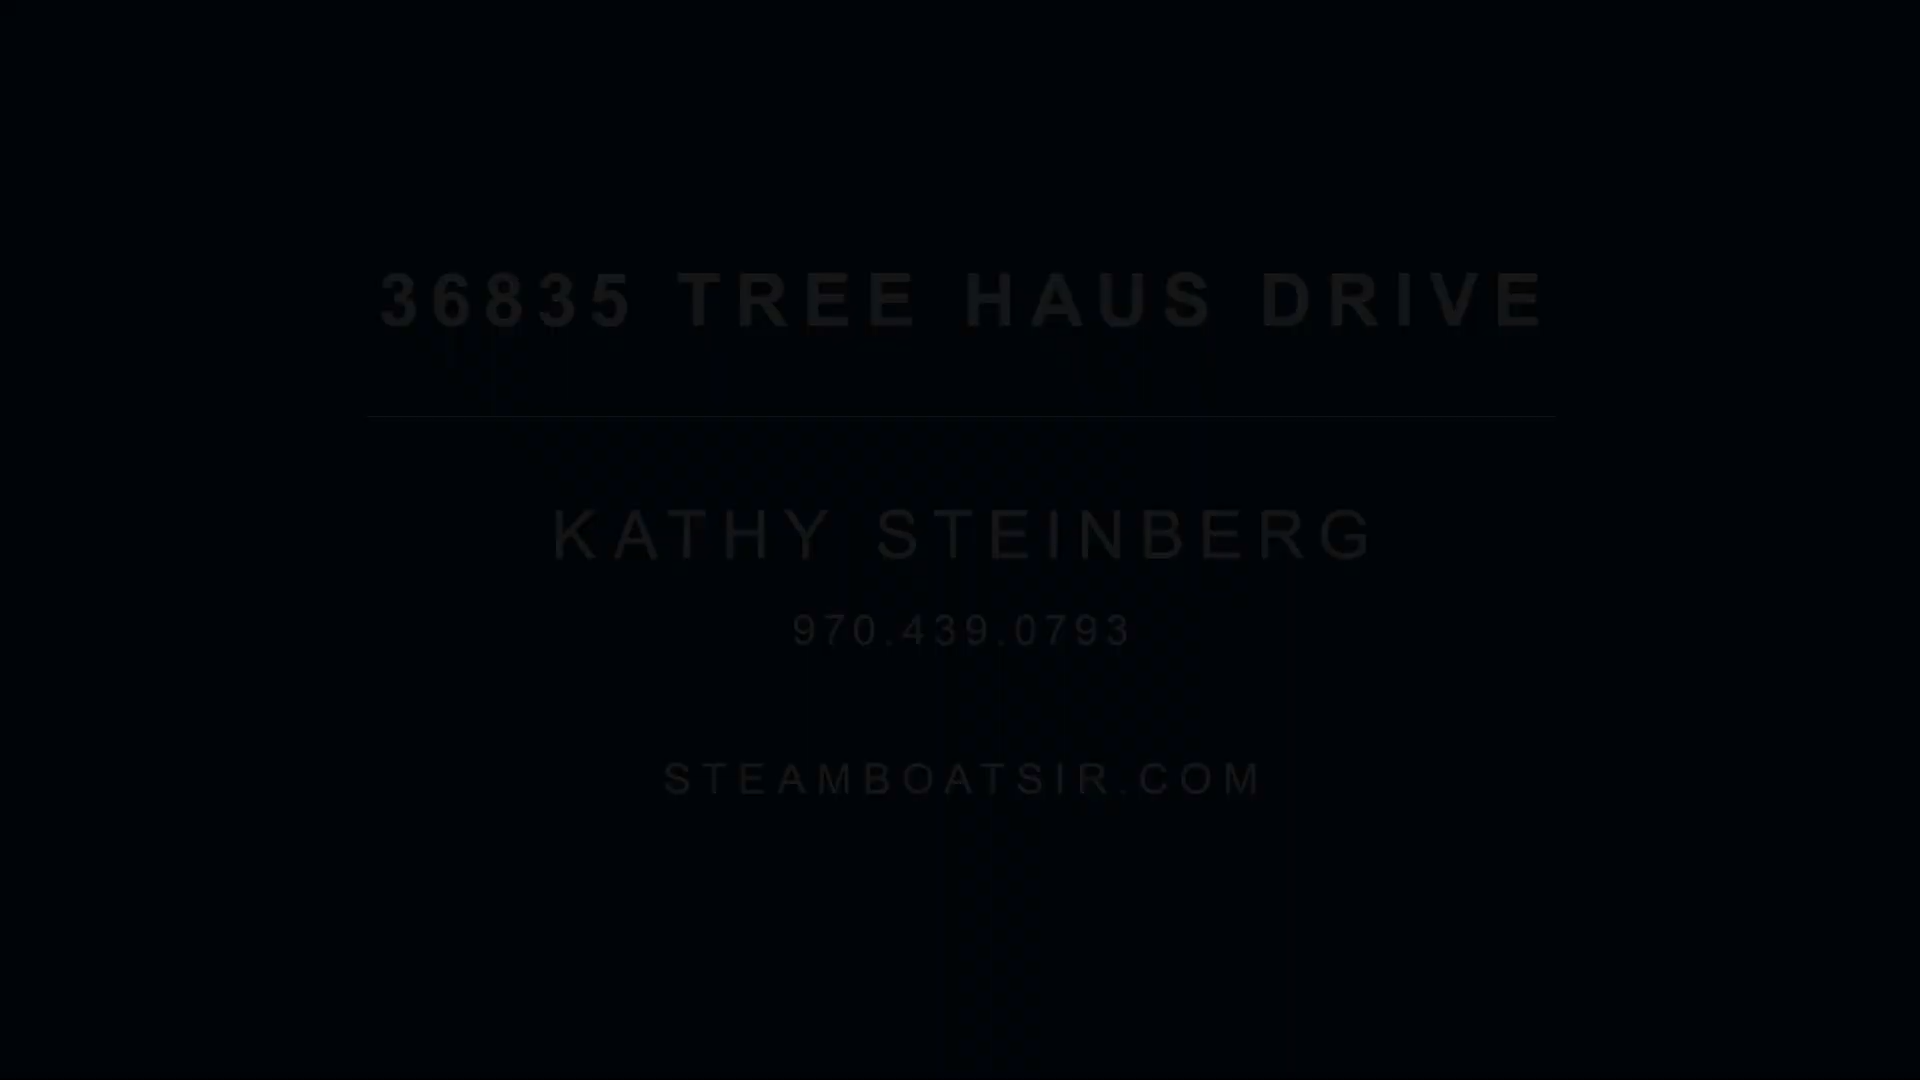 36835 TREE HAUS DRIVE
KATHY STEINBERG
970.439.0793
STEAMBOATSIR.COM